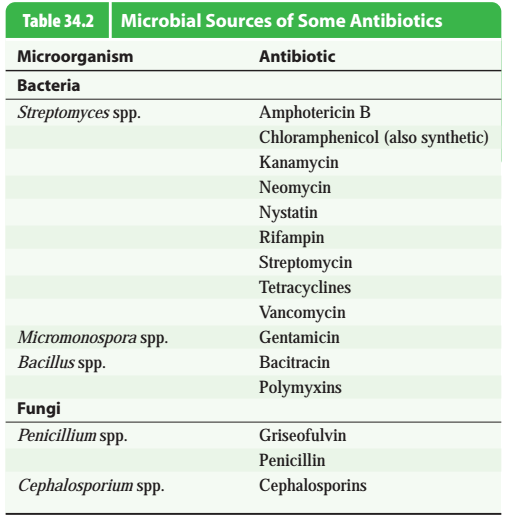 Table 34.2 Microbial Sources of Some Antibiotics
Microorganism Antibiotic
Bacteria
Streptomyces spp. Amphotericin B
Chloramphenicol (also synthetic)
Kanamycin
Neomycin
Nystatin
Rifampin
Streptomycin
Tetracyclines
Vancomycin
Micromonospora spp. Gentamicin
Bacillus spp. Bacitracin
Polymyxins
Fungi
Penicillium spp. Griseofulvin
Penicillin
Cephalosporium spp. Cephalosporins